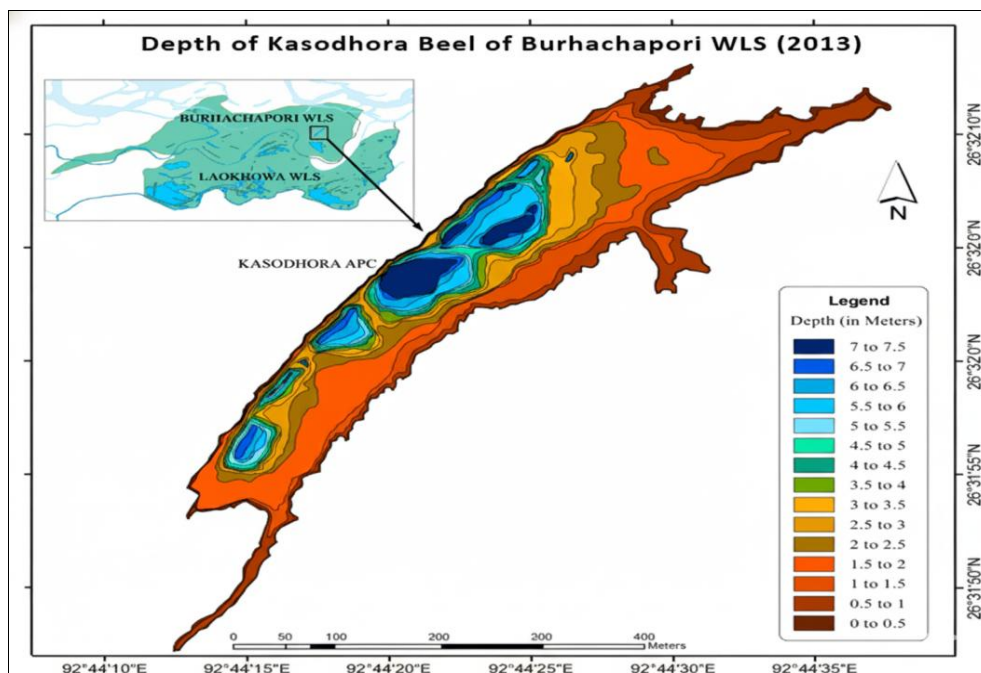 Depth of Kasodhora Beel of Burhachapori WLS (2013)
BURHACHAPORI WLS
LAOKHOWA WLS
KASODHORA APC
N
Legend
Depth (in Meters)
7 to 7.5
6.5 to 7
6 to 6.5
5.5 to 6
5 to 5.5
4.5 to 5
4 to 4.5
3.5 to 4
3 to 3.5
2.5 to 3
2 to 2.5
1.5 to 2
1 to 1.5
0.5 to 1
0 to 0.5
26°32'10"N
26°32'0"N
26°32'0"N
26°31'55"N
26°31'50"N
0 50 100 200 300 400
Meters
92°44'10"E 92°44'15"E 92°44'20"E 92°44'25"E 92°44'30"E 92°44'35"E